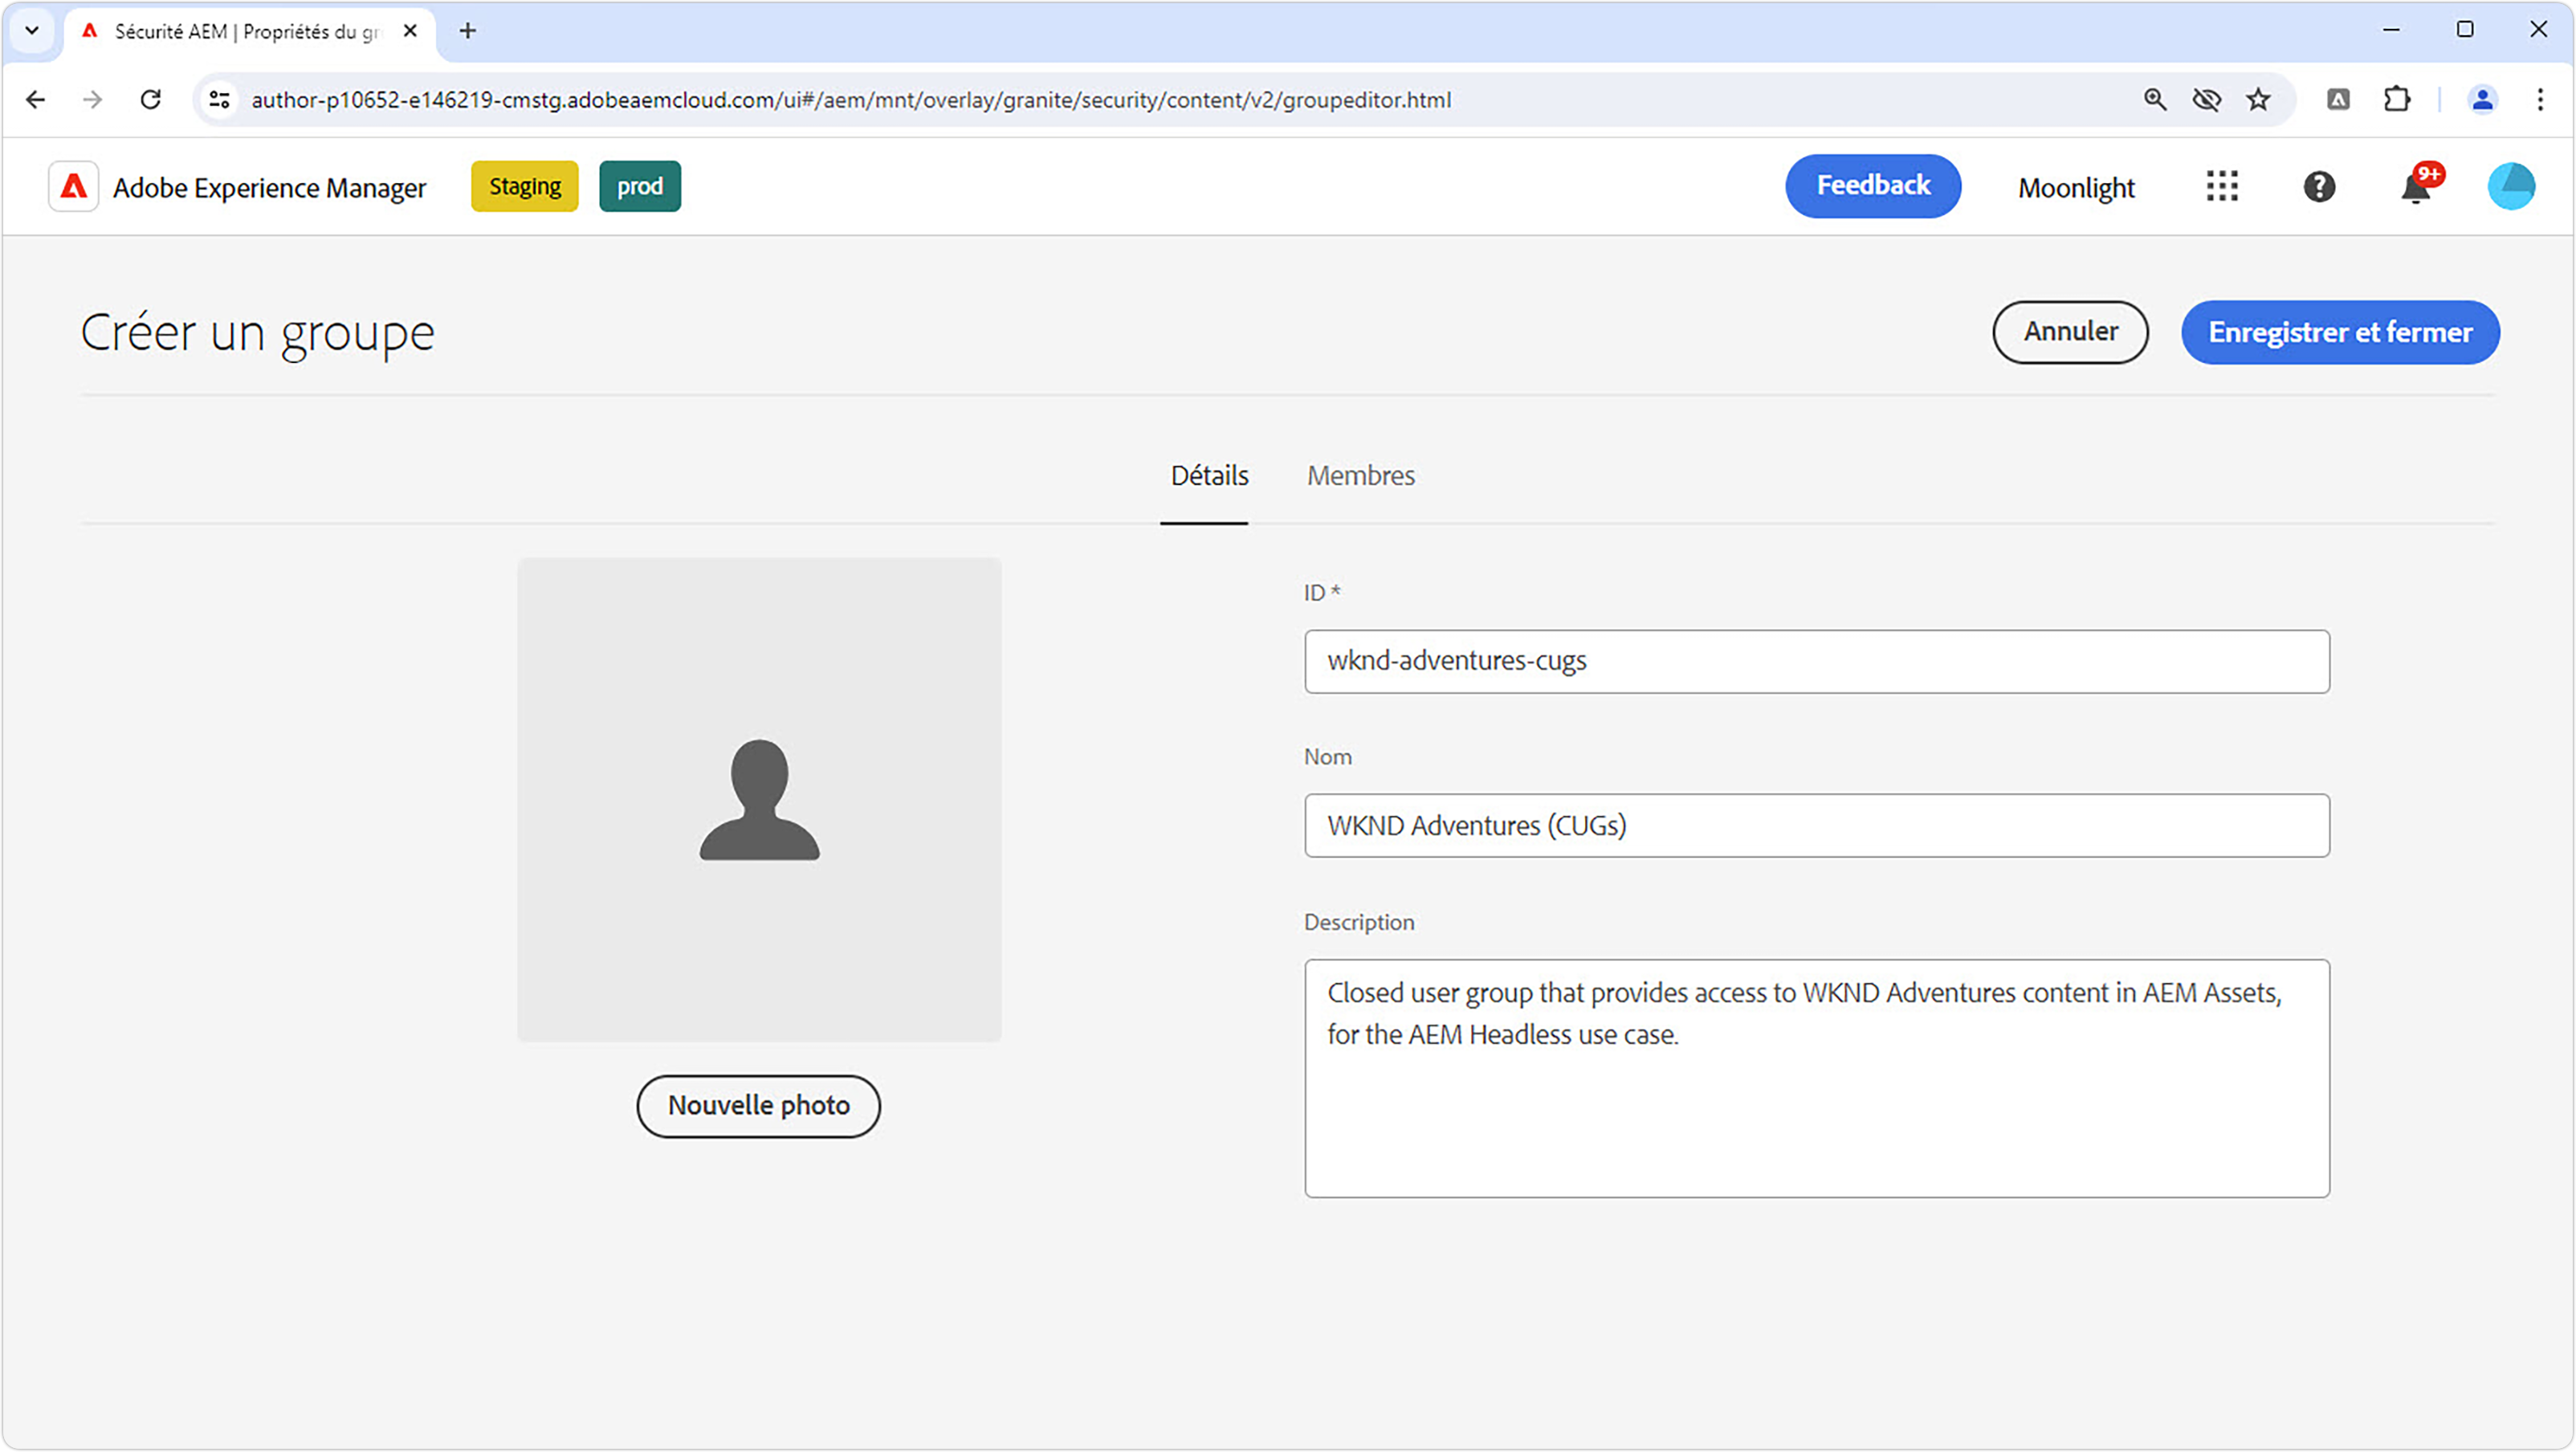 Sécurité AEM | Propriétés du gr
author-p10652-e146219-cmstg.adobeaemcloud.com/ui#/aem/mnt/overlay/granite/security/content/v2/groupeditor.html
Adobe Experience Manager Staging prod Feedback Moonlight 9+
Créer un groupe Annuler Enregistrer et fermer
Détails Membres
ID *
wknd-adventures-cugs
Nom
WKND Adventures (CUGs)
Description
Closed user group that provides access to WKND Adventures content in AEM Assets,
for the AEM Headless use case.
Nouvelle photo